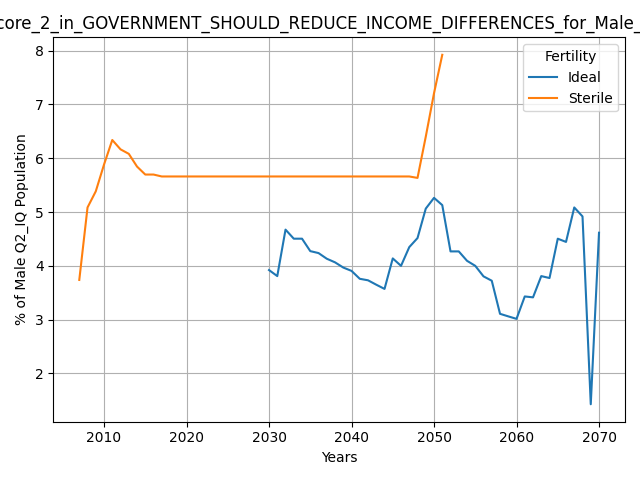 core_2_in_GOVERNMENT_SHOULD_REDUCE_INCOME_DIFFERENCES_for_Male_
Fertility
Ideal
Sterile
% of Male Q2_IQ Population
8
7
6
5
4
3
2
2010
2020
2030
2040
2050
2060
2070
Years